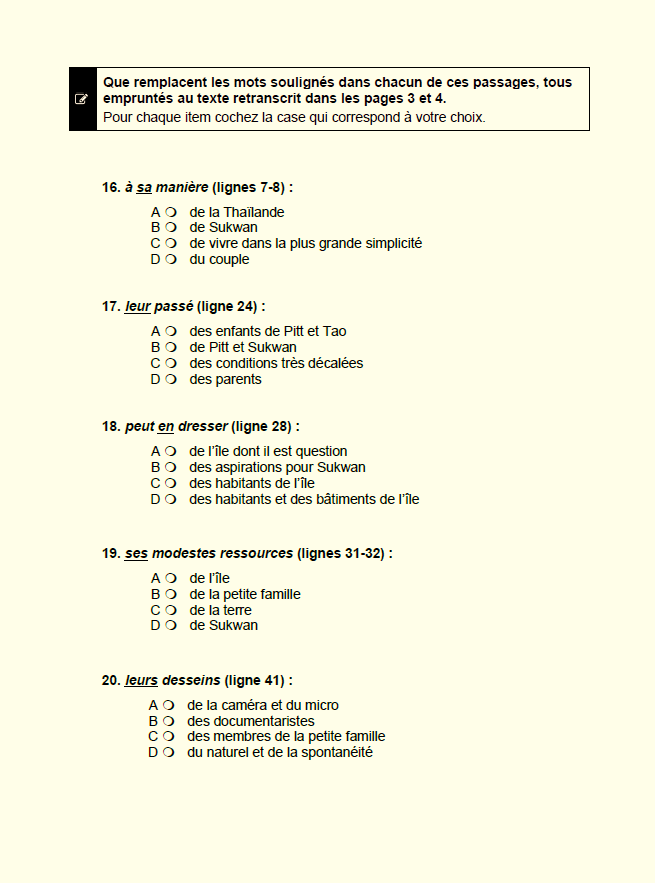 Que remplacent les mots soulignés dans chacun de ces passages, tous
empruntés au texte retranscrit dans les pages 3 et 4.
Pour chaque item cochez la case qui correspond à votre choix.
16. à sa manière (lignes 7-8) :
A de la Thaïlande
B de Sukwan
C de vivre dans la plus grande simplicité
D du couple
17. leur passé (ligne 24) :
A des enfants de Pitt et Tao
B de Pitt et Sukwan
C des conditions très décalées
D des parents
18. peut en dresser (ligne 28) :
A de l'île dont il est question
B des aspirations pour Sukwan
C des habitants de l'île
D des habitants et des bâtiments de l'île
19. ses modestes ressources (lignes 31-32) :
A de l'île
B de la petite famille
C de la terre
D de Sukwan
20. leurs desseins (ligne 41) :
A de la caméra et du micro
B des documentaristes
C des membres de la petite famille
D du naturel et de la spontanéité